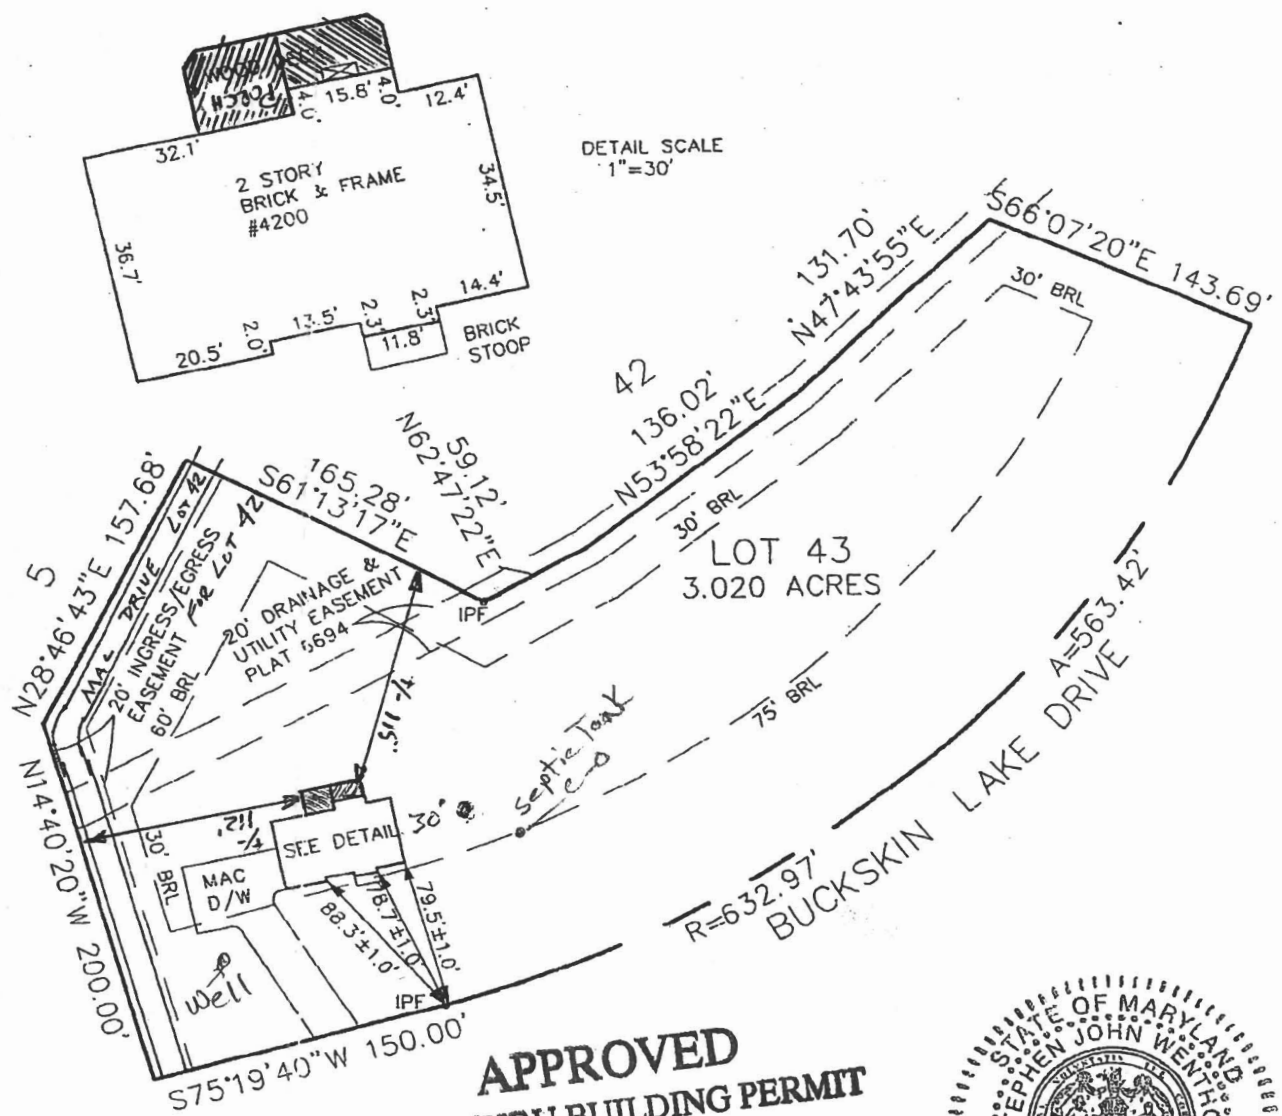 WOOD
PORCH
4.0'
15.8'
4.0'
12.4'
32.1'
2 STORY
BRICK & FRAME
#4200
34.5'
36.7'
14.4'
2.3'
13.5'
2.3'
11.8'
2.0'
20.5'
BRICK
STOOP
DETAIL SCALE
1"=30'
S66°07'20"E 143.69'
131.70'
N47°43'55"E
30' BRL
42
136.02'
N53°58'22"E
30' BRL
59.12'
N62°47'22"E
165.28'
S61°13'17"E
LOT 43
3.020 ACRES
5
N28°46'43"E 157.68'
MAC DRIVE LOT 42
20' INGRESS/EGRESS
EASEMENT FOR LOT 42
60' BRL
20' DRAINAGE &
UTILITY EASEMENT
PLAT
IPF
+/- 115'
75' BRL
A=563.42'
R=632.97'
BUCKSKIN LAKE DRIVE
septic Tank
c-o
30'
+/- 112'
SEE DETAIL
30'
BRL
MAC
D/W
88.3'±1.0'
78.7'±1.0'
79.5'±1.0'
Well
IPF
N14°40'20"W 200.00'
S75°19'40"W 150.00'
APPROVED
BUILDING PERMIT
STATE OF MARYLAND
STEPHEN JOHN WENTH